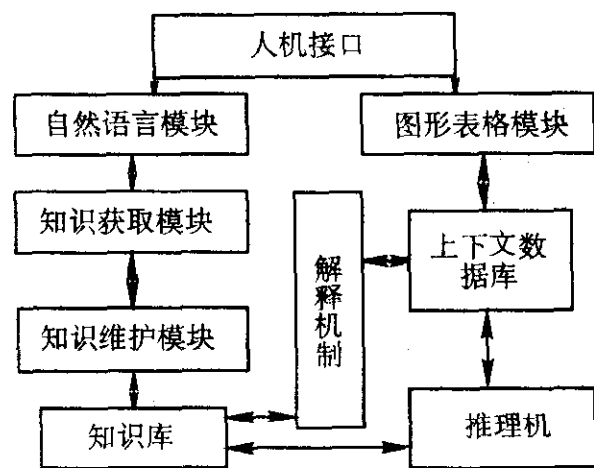 人机接口
自然语言模块
图形表格模块
知识获取模块
上下文数
据库
解
释
机
制
知识维护模块
知识库
推理机